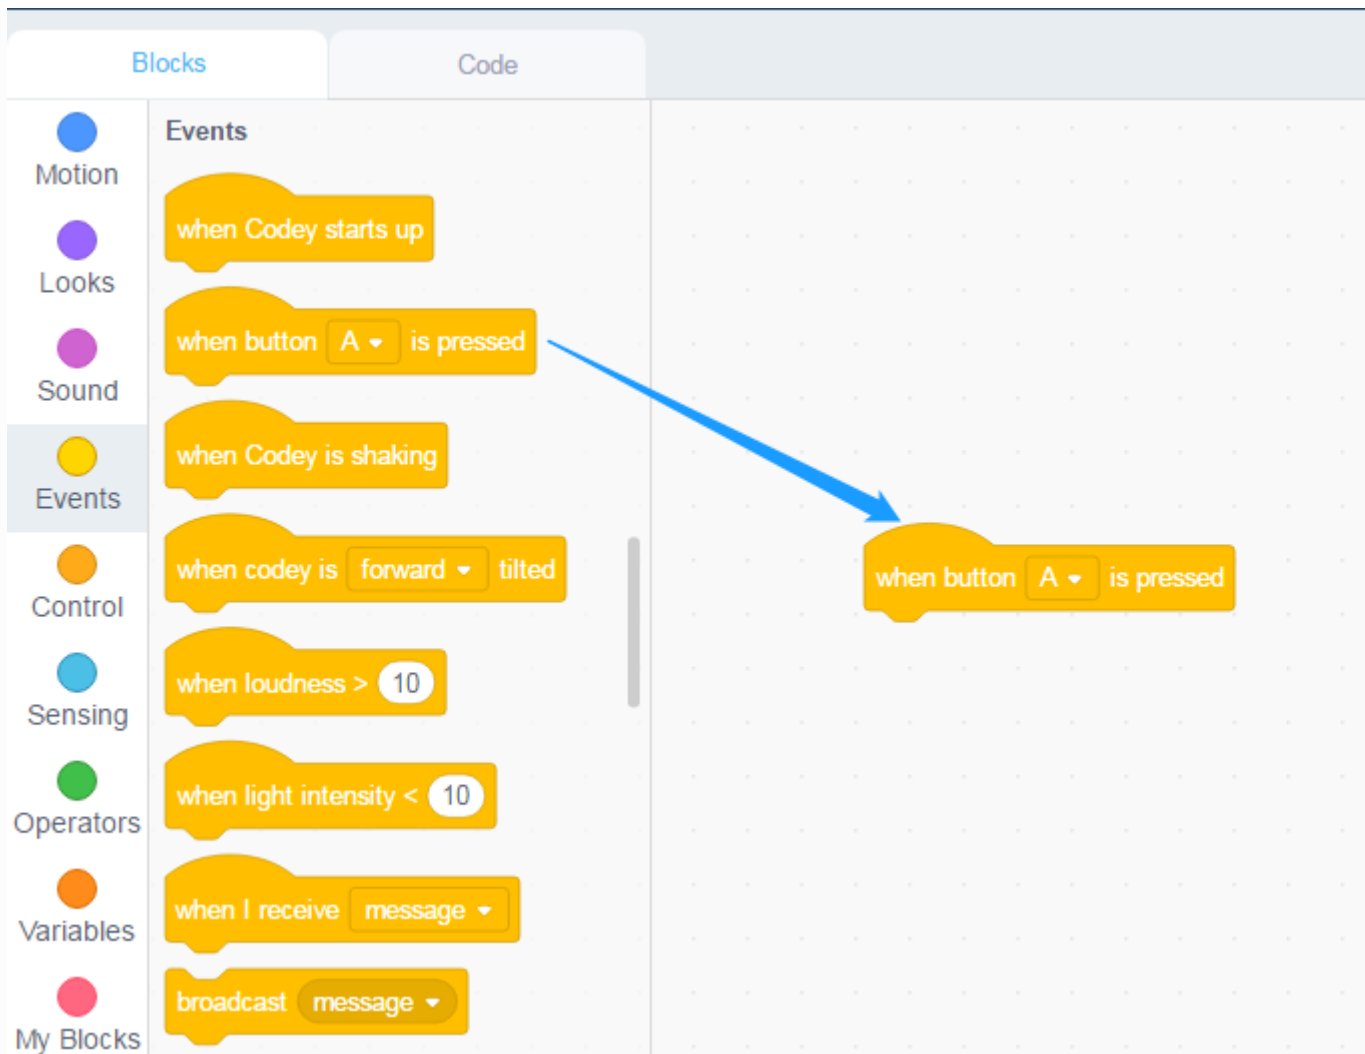 Blocks
Code
Motion
Looks
Sound
Events
Control
Sensing
Operators
Variables
My Blocks
Events
when Codey starts up
when button A is pressed
when Codey is shaking
when codey is forward tilted
when loudness > 10
when light intensity < 10
when I receive message
broadcast message
when button A is pressed